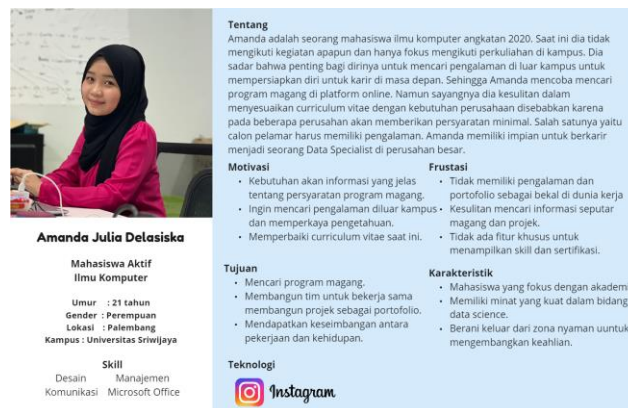 Tentang
Amanda adalah seorang mahasiswa ilmu komputer angkatan 2020. Saat ini dia tidak
mengikuti kegiatan apapun dan hanya fokus mengikuti perkuliahan di kampus. Dia
sadar bahwa penting bagi dirinya untuk mencari pengalaman di luar kampus untuk
mempersiapkan diri untuk karir di masa depan. Sehingga Amanda mencoba mencari
program magang di platform online. Namun sayangnya dia kesulitan dalam
menyesuaikan curriculum vitae dengan kebutuhan perusahaan disebabkan karena
pada beberapa perusahan akan memberikan persyaratan minimal. Salah satunya yaitu
calon pelamar harus memiliki pengalaman. Amanda memiliki impian untuk berkarir
menjadi seorang Data Specialist di perusahan besar.
Motivasi
• Kebutuhan akan informasi yang jelas
tentang persyaratan program magang.
• Ingin mencari pengalaman diluar kampus
dan memperkaya pengetahuan.
• Memperbaiki curriculum vitae saat ini.
Frustasi
• Tidak memiliki pengalaman dan
portofolio sebagai bekal di dunia kerja
• Kesulitan mencari informasi seputar
magang dan projek.
• Tidak ada fitur khusus untuk
menampilkan skill dan sertifikasi.
Tujuan
• Mencari program magang.
• Membangun tim untuk bekerja sama
membangun projek sebagai portofolio.
• Mendapatkan keseimbangan antara
pekerjaan dan kehidupan.
Karakteristik
• Mahasiswa yang fokus dengan akadem
• Memiliki minat yang kuat dalam bidang
data science.
• Berani keluar dari zona nyaman uuntuk
mengembangkan keahlian.
Teknologi
Instagram
Amanda Julia Delasiska
Mahasiswa Aktif
Ilmu Komputer
Umur : 21 tahun
Gender : Perempuan
Lokasi : Palembang
Kampus : Universitas Sriwijaya
Skill
Desain Manajemen
Komunikasi Microsoft Office